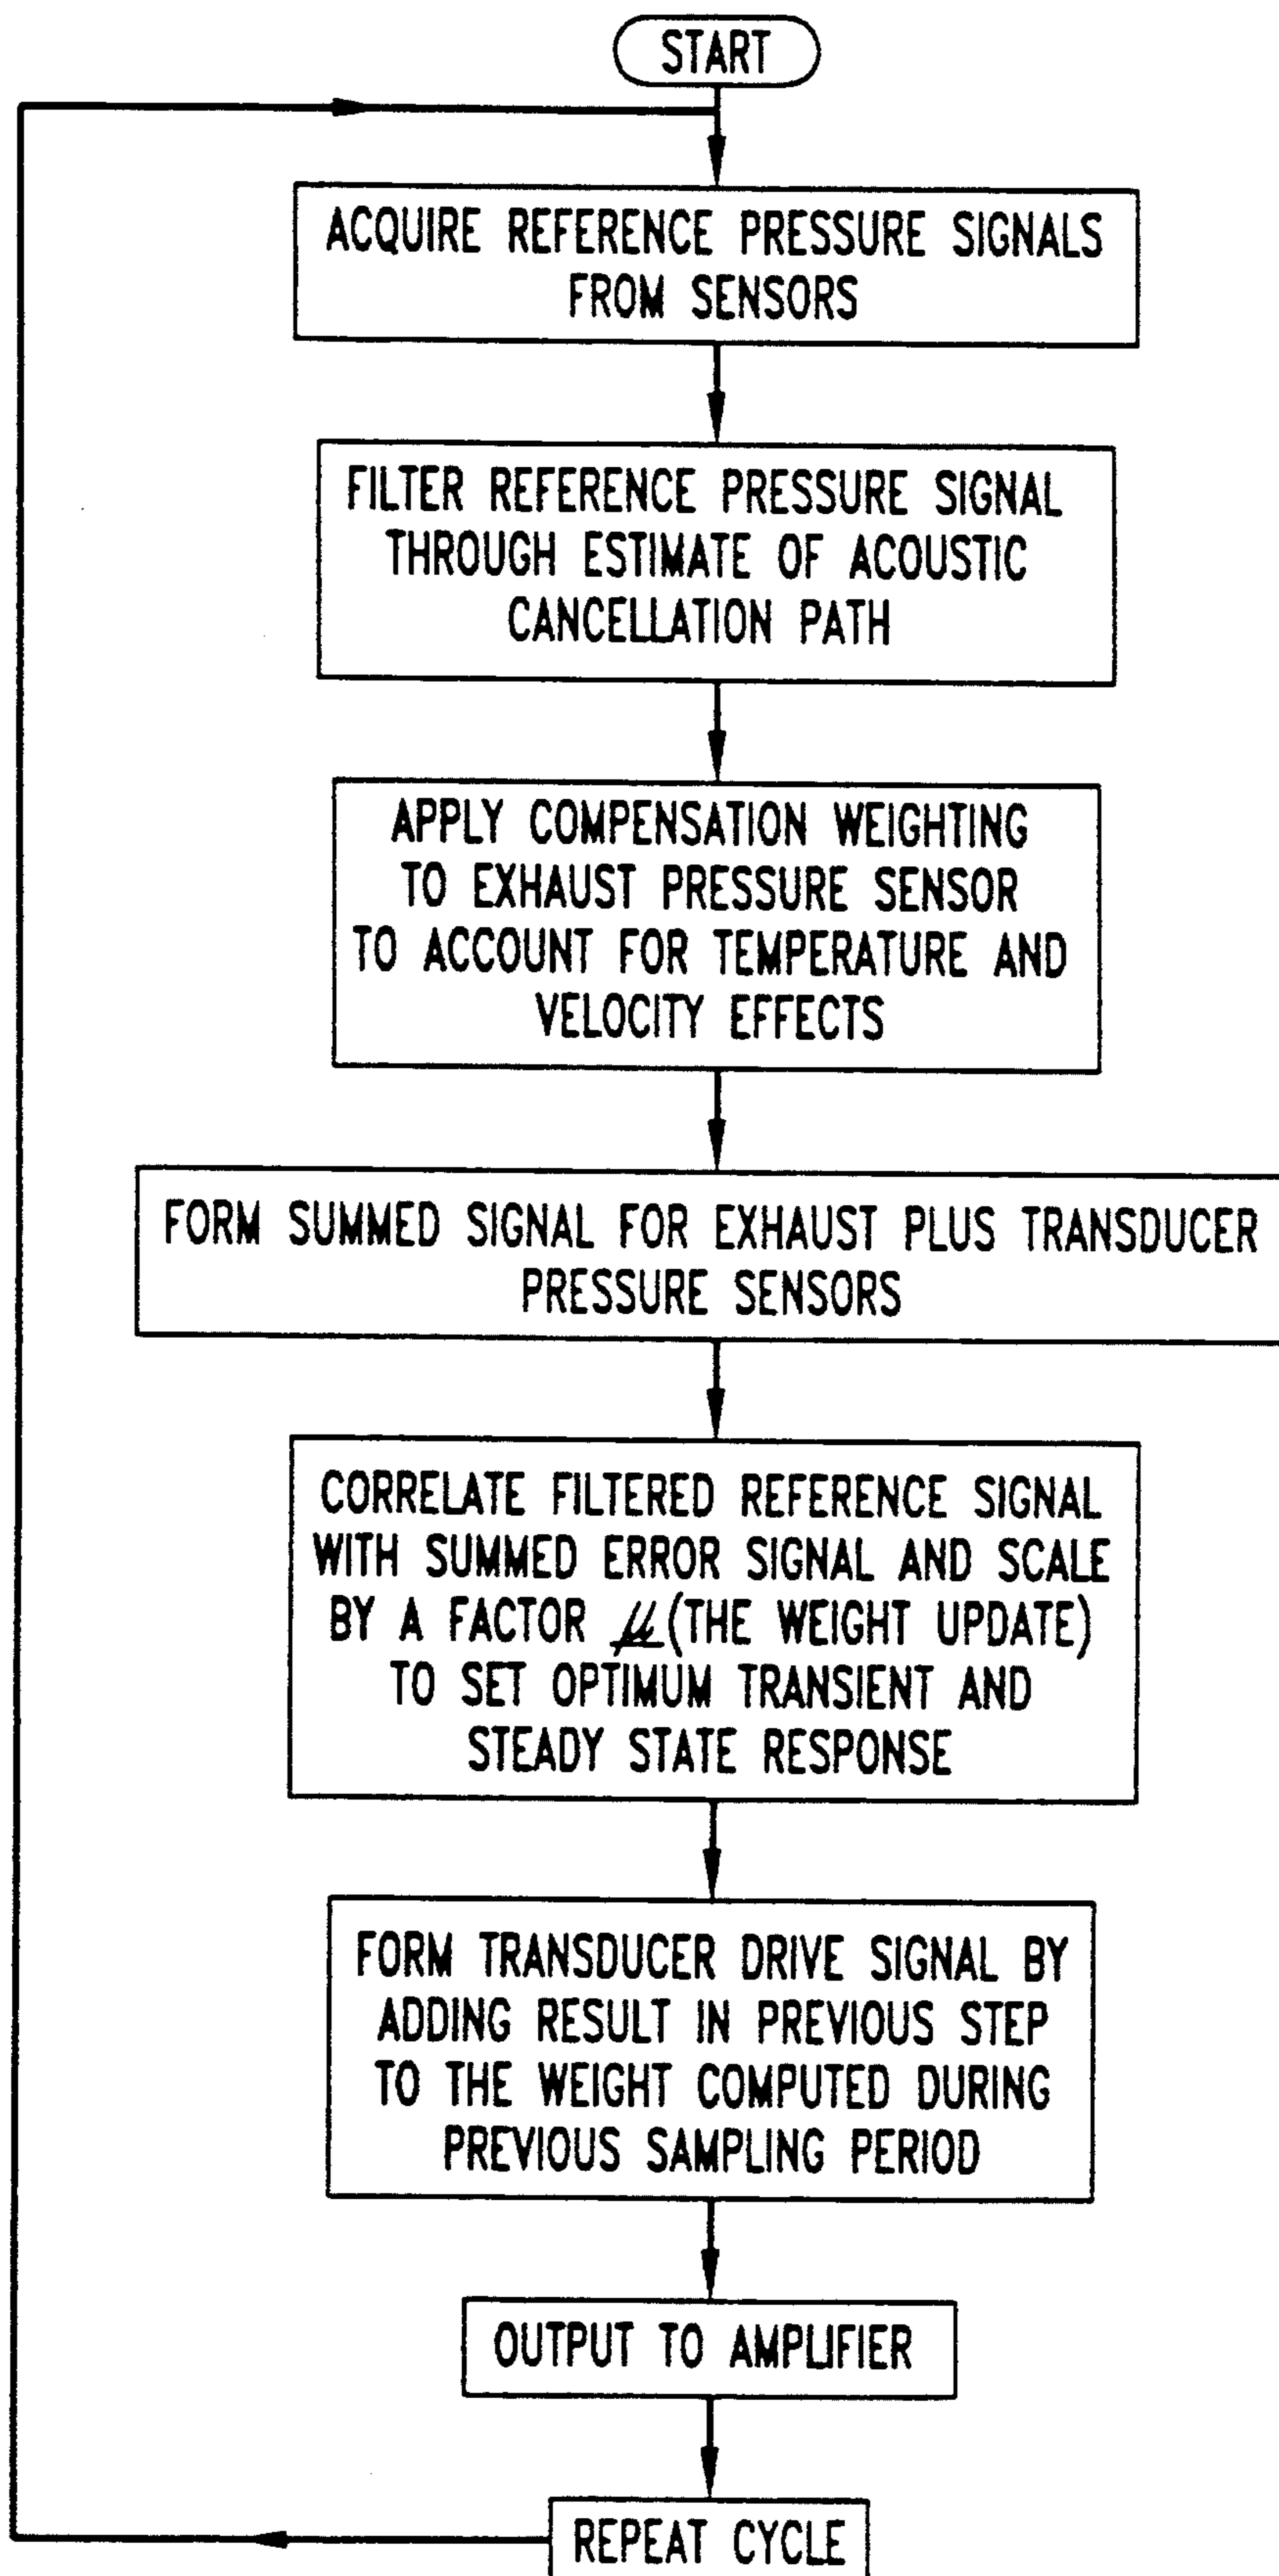 START
ACQUIRE REFERENCE PRESSURE SIGNALS
FROM SENSORS
FILTER REFERENCE PRESSURE SIGNAL
THROUGH ESTIMATE OF ACOUSTIC
CANCELLATION PATH
APPLY COMPENSATION WEIGHTING
TO EXHAUST PRESSURE SENSOR
TO ACCOUNT FOR TEMPERATURE AND
VELOCITY EFFECTS
FORM SUMMED SIGNAL FOR EXHAUST PLUS TRANSDUCER
PRESSURE SENSORS
CORRELATE FILTERED REFERENCE SIGNAL
WITH SUMMED ERROR SIGNAL AND SCALE
BY A FACTOR μ (THE WEIGHT UPDATE)
TO SET OPTIMUM TRANSIENT AND
STEADY STATE RESPONSE
FORM TRANSDUCER DRIVE SIGNAL BY
ADDING RESULT IN PREVIOUS STEP
TO THE WEIGHT COMPUTED DURING
PREVIOUS SAMPLING PERIOD
OUTPUT TO AMPLIFIER
REPEAT CYCLE